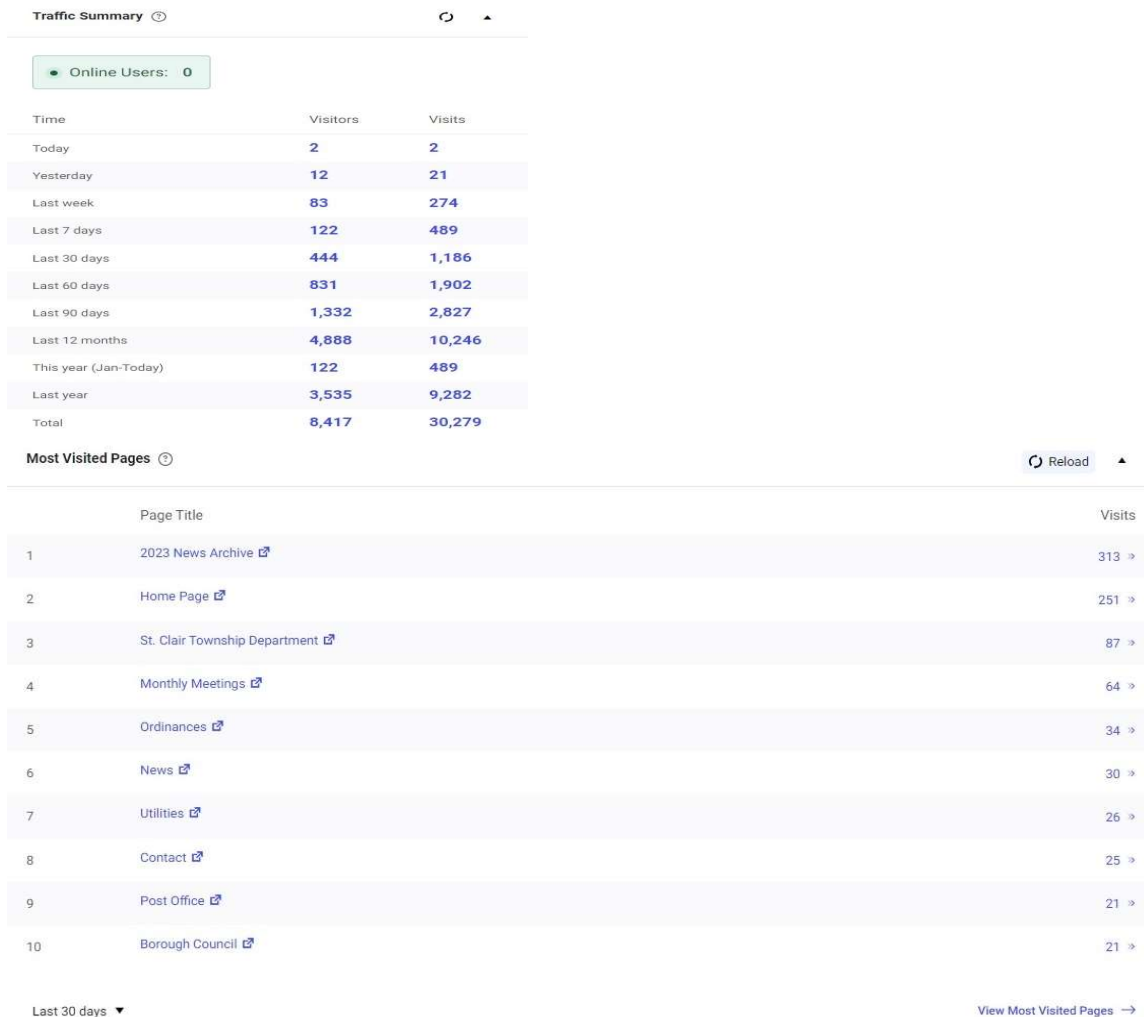 Traffic Summary ?
Online Users: 0
Time Visitors Visits
Today 2 2
Yesterday 12 21
Last week 83 274
Last 7 days 122 489
Last 30 days 444 1,186
Last 60 days 831 1,902
Last 90 days 1,332 2,827
Last 12 months 4,888 10,246
This year (Jan-Today) 122 489
Last year 3,535 9,282
Total 8,417 30,279
Most Visited Pages ? Reload
Page Title Visits
1 2023 News Archive 313 »
2 Home Page 251 »
3 St. Clair Township Department 87 »
4 Monthly Meetings 64 »
5 Ordinances 34 »
6 News 30 »
7 Utilities 26 »
8 Contact 25 »
9 Post Office 21 »
10 Borough Council 21 »
Last 30 days ▼ View Most Visited Pages →